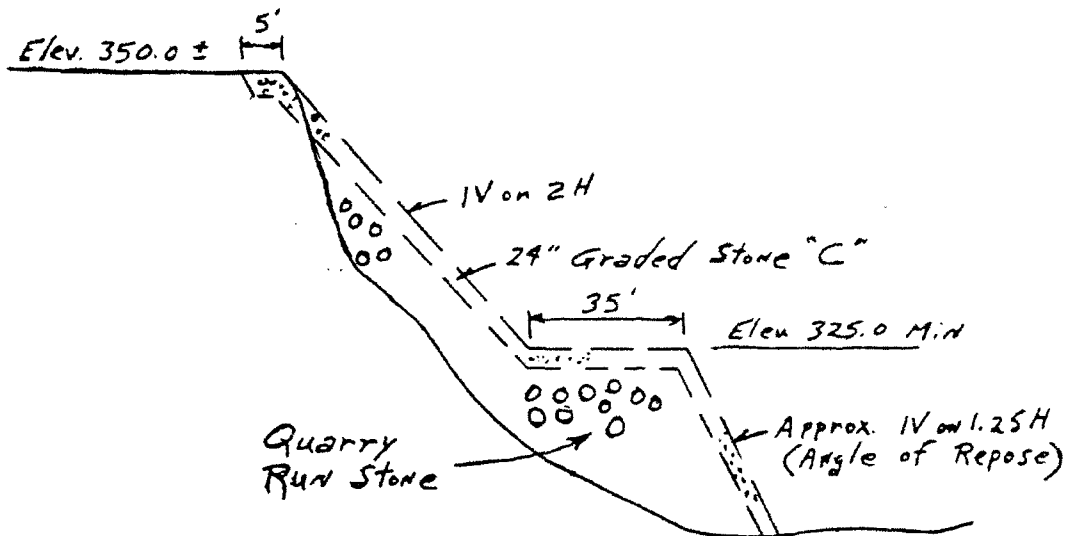 5'
Elev. 350.0 ±
1V on 2H
24" Graded Stone "C"
35'
Elev. 325.0 Min
Approx. 1V on 1.25H
(Angle of Repose)
Quarry
Run Stone